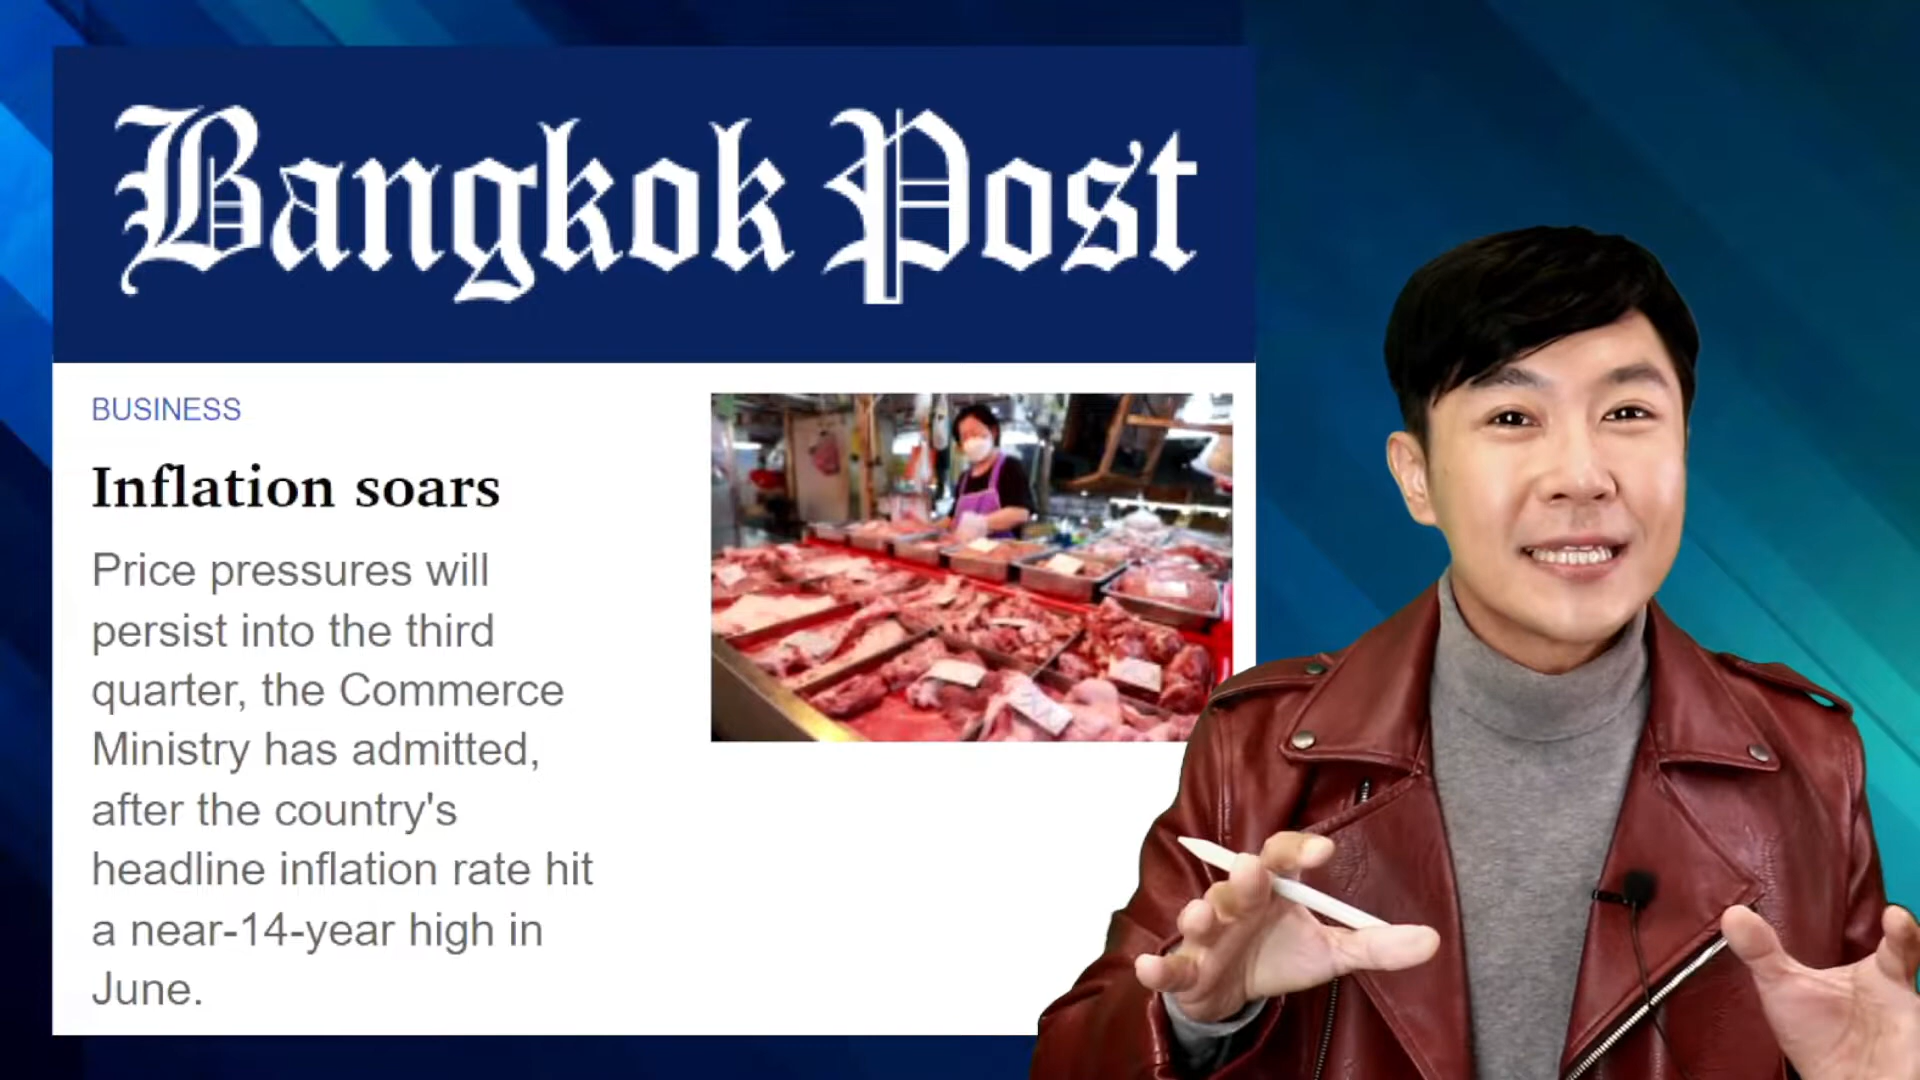 Bangkok Post
BUSINESS
Inflation soars
Price pressures will
persist into the third
quarter, the Commerce
Ministry has admitted,
after the country's
headline inflation rate hit
a near-14-year high in
June.